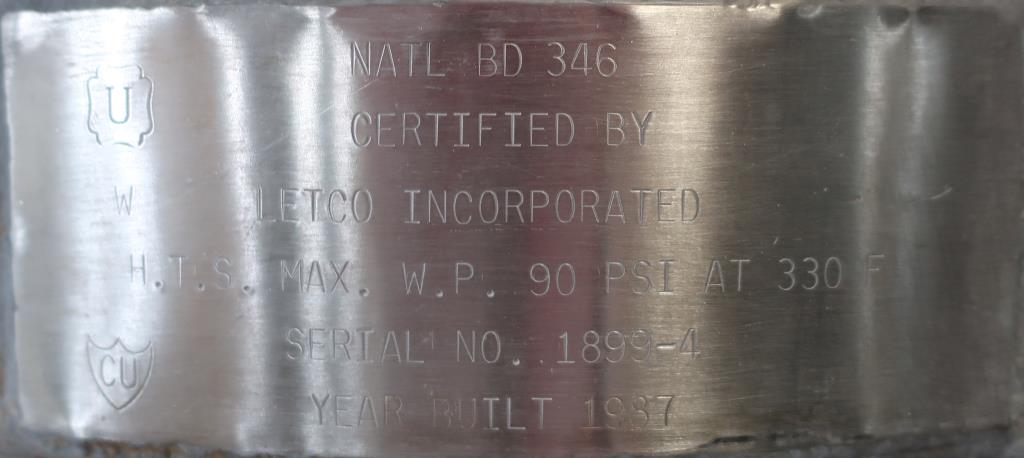 NATL BD 346
U
CERTIFIED BY
W LETCO INCORPORATED
H.T.S. MAX. W.P. 90 PSI AT 330 F
SERIAL NO. 1899-4
CU
YEAR BUILT 1987